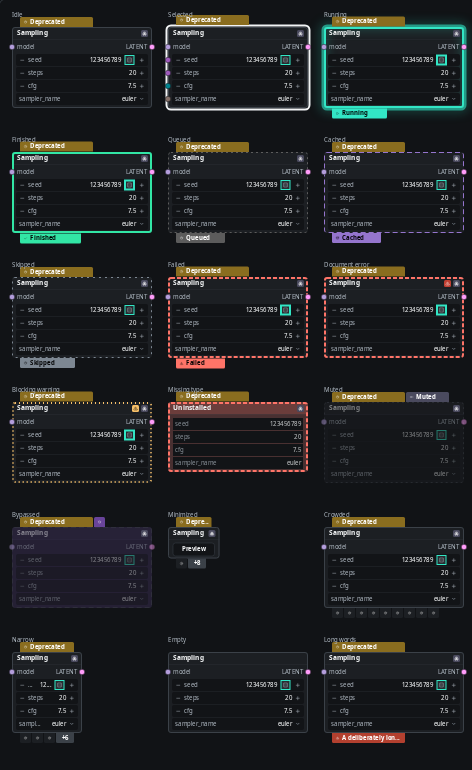 Idle
Deprecated
Sampling
model LATENT
seed 123456789
steps 20
cfg 7.5
sampler_name euler
Selected
Deprecated
Sampling
model LATENT
seed 123456789
steps 20
cfg 7.5
sampler_name euler
Running
Deprecated
Sampling
model LATENT
seed 123456789
steps 20
cfg 7.5
sampler_name euler
Running
Finished
Deprecated
Sampling
model LATENT
seed 123456789
steps 20
cfg 7.5
sampler_name euler
Finished
Queued
Deprecated
Sampling
model LATENT
seed 123456789
steps 20
cfg 7.5
sampler_name euler
Queued
Cached
Deprecated
Sampling
model LATENT
seed 123456789
steps 20
cfg 7.5
sampler_name euler
Cached
Skipped
Deprecated
Sampling
model LATENT
seed 123456789
steps 20
cfg 7.5
sampler_name euler
Skipped
Failed
Deprecated
Sampling
model LATENT
seed 123456789
steps 20
cfg 7.5
sampler_name euler
Failed
Document error
Deprecated
Sampling
model LATENT
seed 123456789
steps 20
cfg 7.5
sampler_name euler
Blocking warning
Deprecated
Sampling
model LATENT
seed 123456789
steps 20
cfg 7.5
sampler_name euler
Missing type
Deprecated
Uninstalled
seed 123456789
steps 20
cfg 7.5
sampler_name euler
Muted
Deprecated Muted
Sampling
model LATENT
seed 123456789
steps 20
cfg 7.5
sampler_name euler
Bypassed
Deprecated
Sampling
model LATENT
seed 123456789
steps 20
cfg 7.5
sampler_name euler
Minimized
Depre...
Sampling
Preview
+8
Crowded
Deprecated
Sampling
model LATENT
seed 123456789
steps 20
cfg 7.5
sampler_name euler
Narrow
Deprecated
Sampling
model LATENT
... 12...
steps 20
cfg 7.5
sampl... euler
+6
Empty
Sampling
model LATENT
seed 123456789
steps 20
cfg 7.5
sampler_name euler
Long words
Deprecated
Sampling
model LATENT
seed 123456789
steps 20
cfg 7.5
sampler_name euler
A deliberately lon...